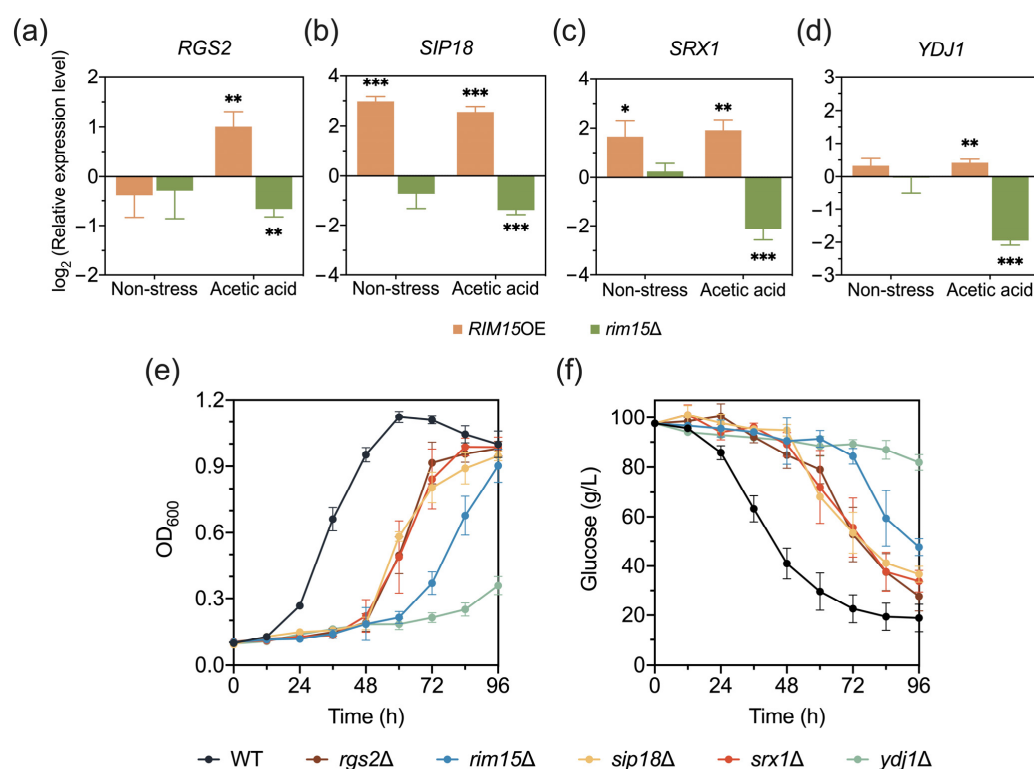 (a) (b) (c) (d)
RGS2 SIP18 SRX1 YDJ1
log2 (Relative expression level)
2 1 0 −1 −2
** **
Non-stress Acetic acid
4 2 0 −2 −4
*** *** ***
Non-stress Acetic acid
4 2 0 −2 −4
* ** ***
Non-stress Acetic acid
3 2 1 0 −1 −2 −3
** ***
Non-stress Acetic acid
RIM15OE rim15Δ
(e) (f)
OD600
1.2 0.9 0.6 0.3 0.0
0 24 48 72 96
Time (h)
Glucose (g/L)
100 80 60 40 20 0
0 24 48 72 96
Time (h)
WT rgs2Δ rim15Δ sip18Δ srx1Δ ydj1Δ